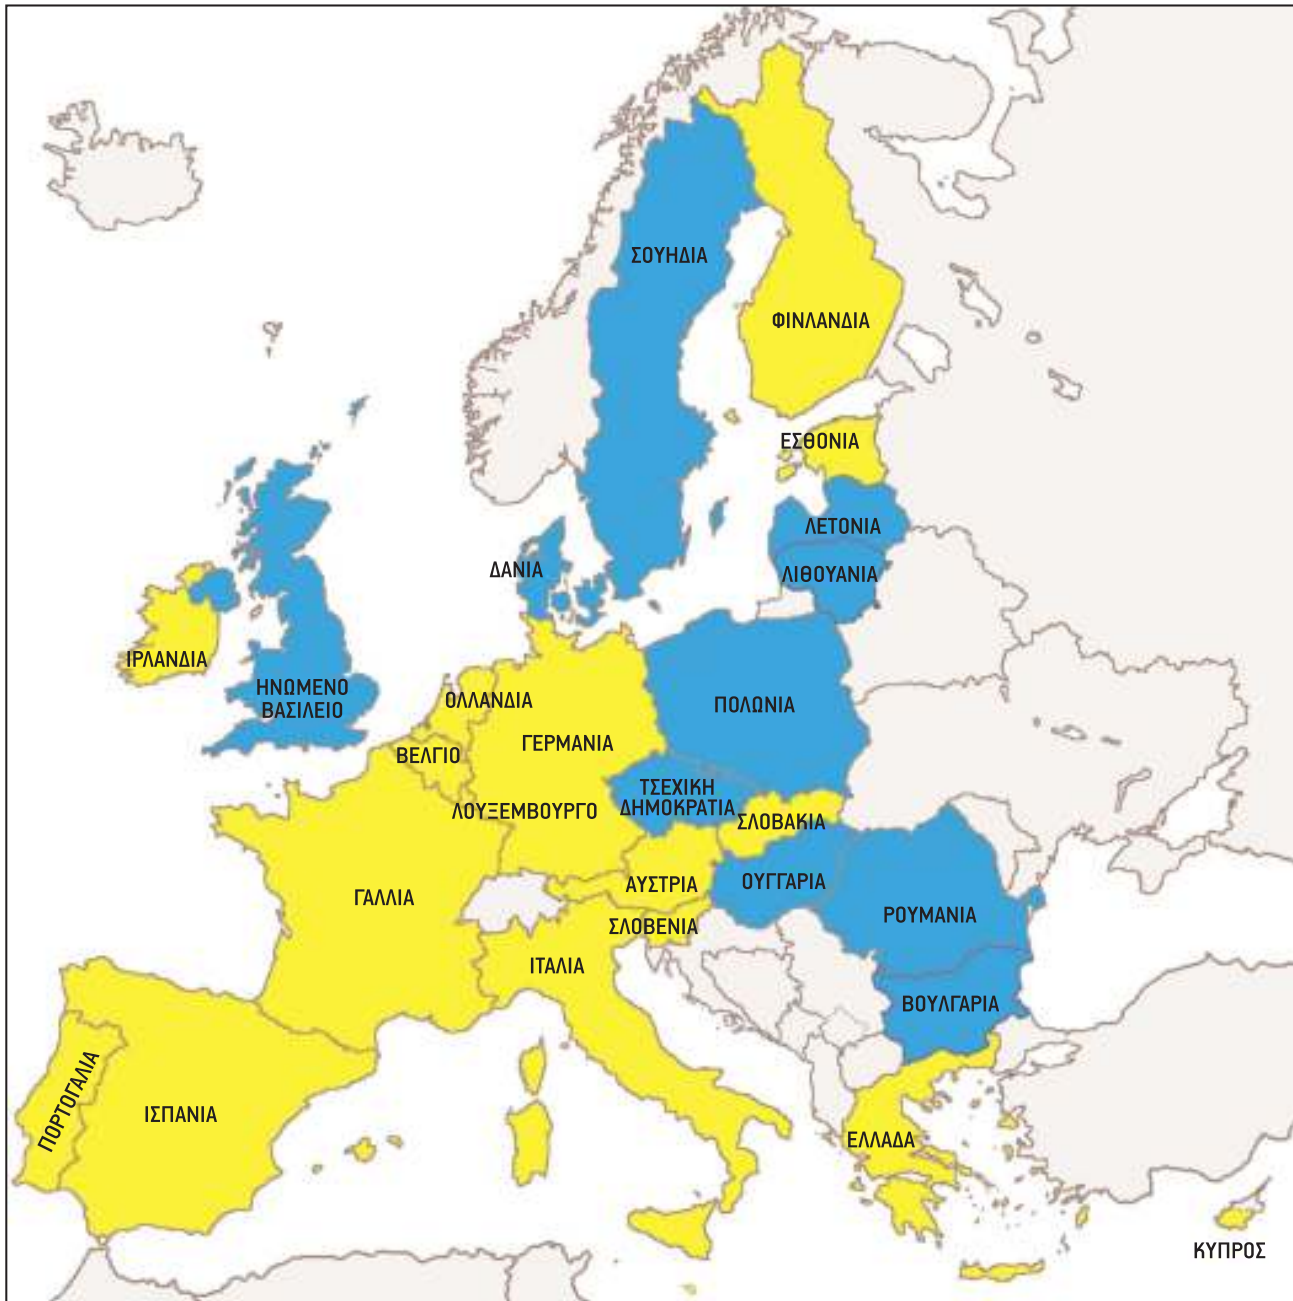 ΣΟΥΗΔΙΑ
ΦΙΝΛΑΝΔΙΑ
ΕΣΘΟΝΙΑ
ΛΕΤΟΝΙΑ
ΔΑΝΙΑ
ΛΙΘΟΥΑΝΙΑ
ΙΡΛΑΝΔΙΑ
ΗΝΩΜΕΝΟ
ΒΑΣΙΛΕΙΟ
ΟΛΛΑΝΔΙΑ
ΠΟΛΩΝΙΑ
ΓΕΡΜΑΝΙΑ
ΒΕΛΓΙΟ
ΤΣΕΧΙΚΗ
ΔΗΜΟΚΡΑΤΙΑ
ΛΟΥΞΕΜΒΟΥΡΓΟ
ΣΛΟΒΑΚΙΑ
ΑΥΣΤΡΙΑ
ΟΥΓΓΑΡΙΑ
ΓΑΛΛΙΑ
ΡΟΥΜΑΝΙΑ
ΣΛΟΒΕΝΙΑ
ΙΤΑΛΙΑ
ΒΟΥΛΓΑΡΙΑ
ΠΟΡΤΟΓΑΛΙΑ
ΙΣΠΑΝΙΑ
ΕΛΛΑΔΑ
ΚΥΠΡΟΣ